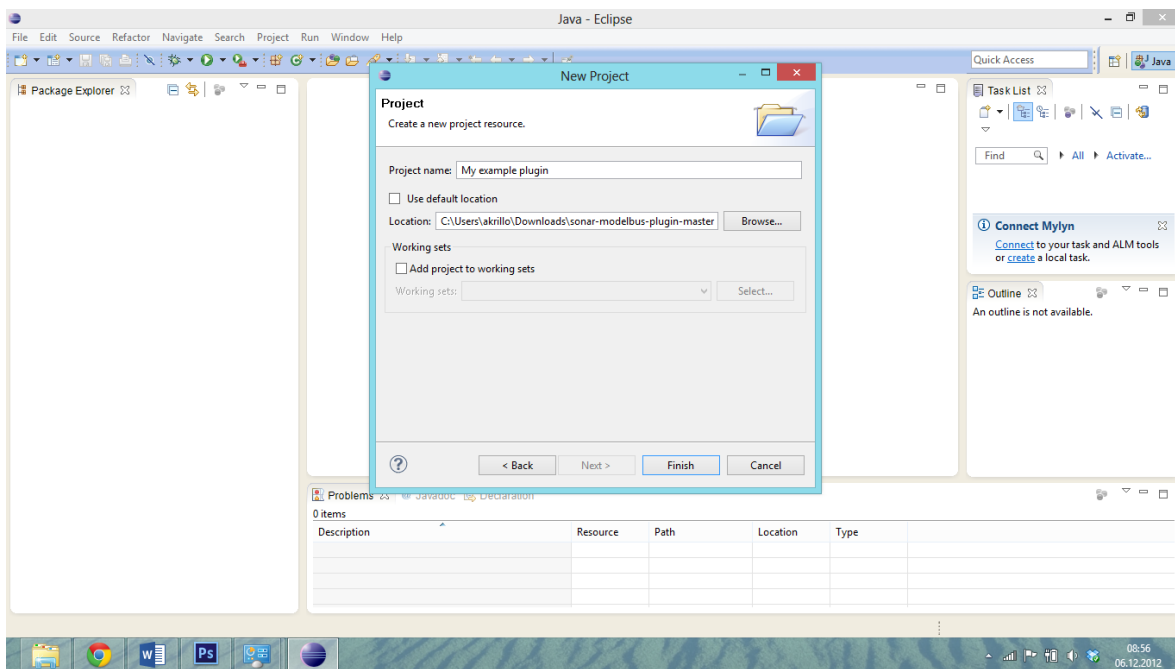 Java - Eclipse
File Edit Source Refactor Navigate Search Project Run Window Help
Quick Access
Java
Package Explorer
New Project
Project
Create a new project resource.
Project name: My example plugin
Use default location
Location: C:\Users\akrillo\Downloads\sonar-modelbus-plugin-master Browse...
Working sets
Add project to working sets
Working sets: Select...
? < Back Next > Finish Cancel
Task List
Find All Activate...
Connect Mylyn
Connect to your task and ALM tools
or create a local task.
Outline
An outline is not available.
Problems @ Javadoc Declaration
0 items
Description Resource Path Location Type
W Ps
08:56
06.12.2012